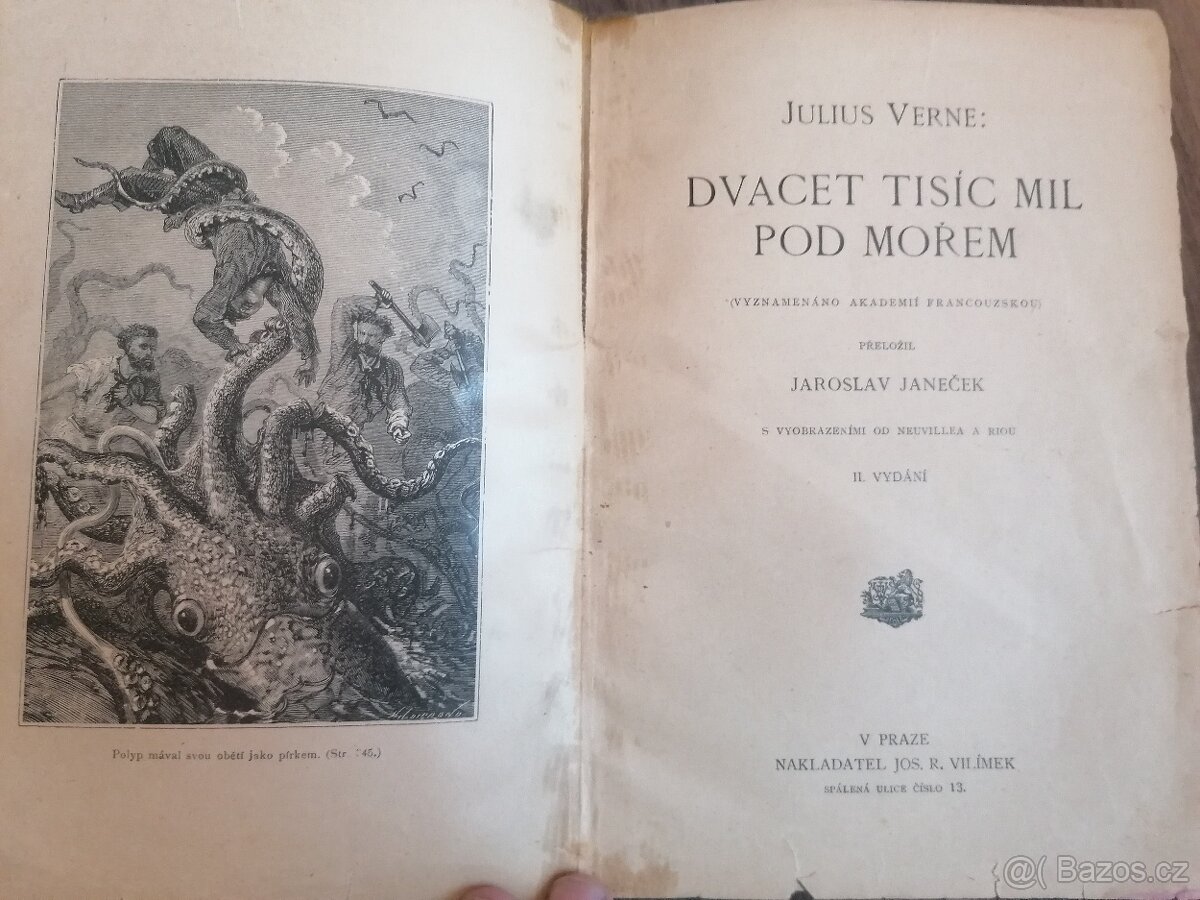 Polyp mával svou obětí jako pírkem. (Str. 45.)
JULIUS VERNE:
DVACET TISÍC MIL
POD MOŘEM
(VYZNAMENÁNO AKADEMIÍ FRANCOUZSKOU)
PŘELOŽIL
JAROSLAV JANEČEK
S VYOBRAZENÍMI OD NEUVILLEA A RIOU
II. VYDÁNÍ
V PRAZE
NAKLADATEL JOS. R. VILÍMEK
SPÁLENÁ ULICE ČÍSLO 13.
@( Bazos.cz